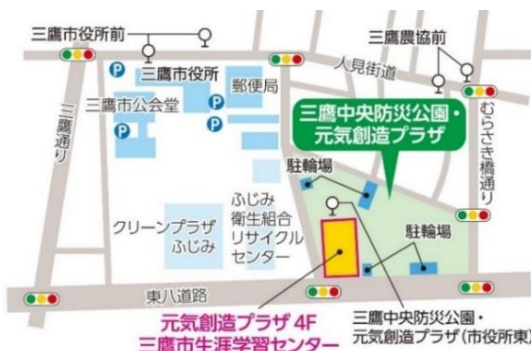 三鷹市役所前
三鷹農協前
人見街道
三鷹市役所
郵便局
三鷹市公会堂
P
P
P
P
三鷹通り
むらさき橋通り
三鷹中央防災公園・
元気創造プラザ
駐輪場
クリーンプラザ
ふじみ
ふじみ
衛生組合
リサイクル
センター
駐輪場
東八道路
元気創造プラザ 4F
三鷹市生涯学習センター
三鷹中央防災公園・
元気創造プラザ(市役所東)